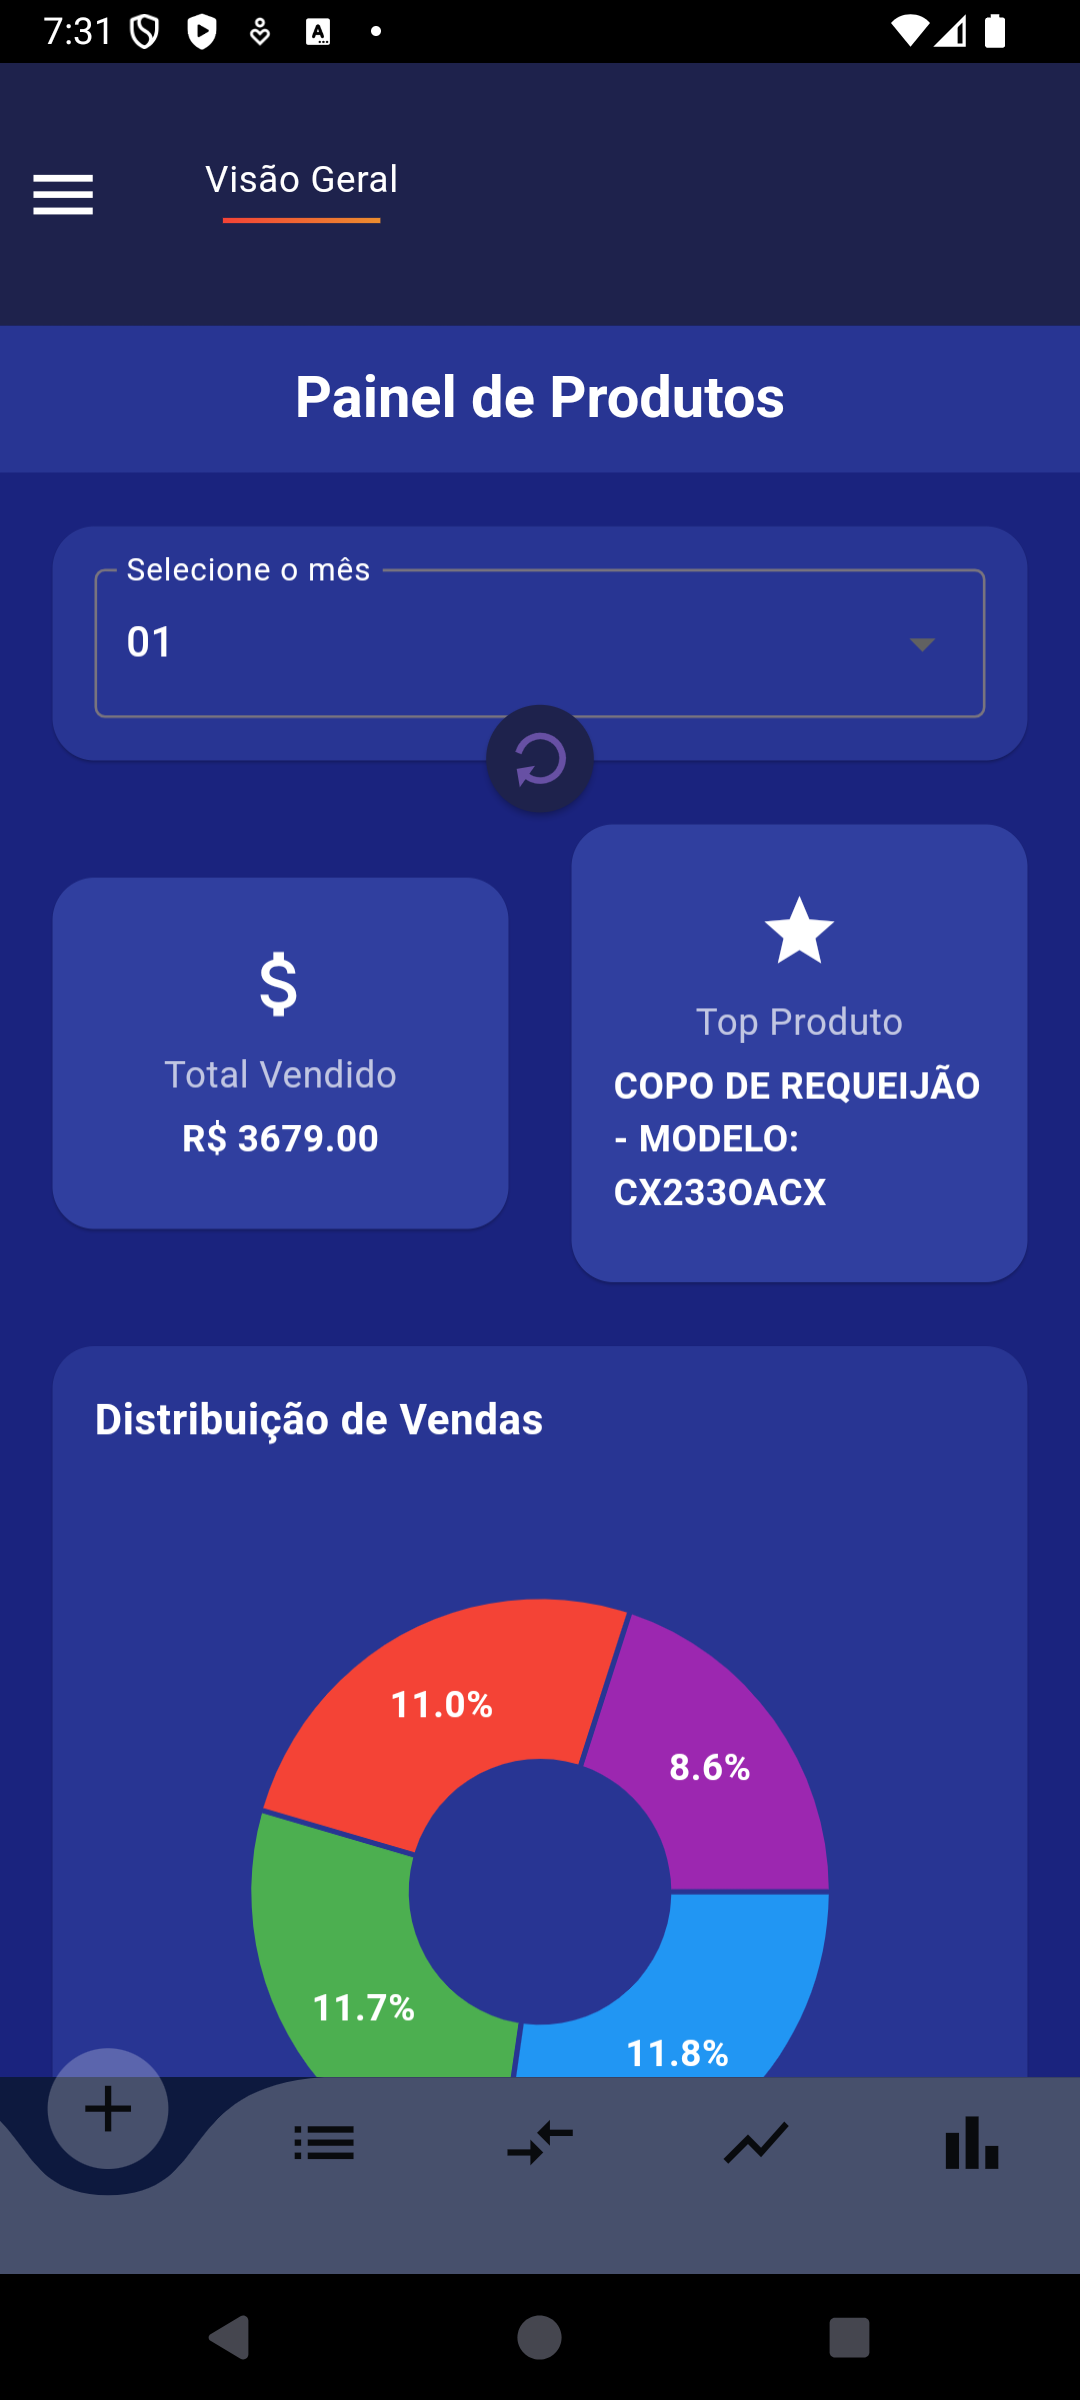 7:31
Visão Geral
Painel de Produtos
Selecione o mês
01
Total Vendido
R$ 3679.00
Top Produto
COPO DE REQUEIJÃO
- MODELO:
CX233OACX
Distribuição de Vendas
11.0%
8.6%
11.7%
11.8%